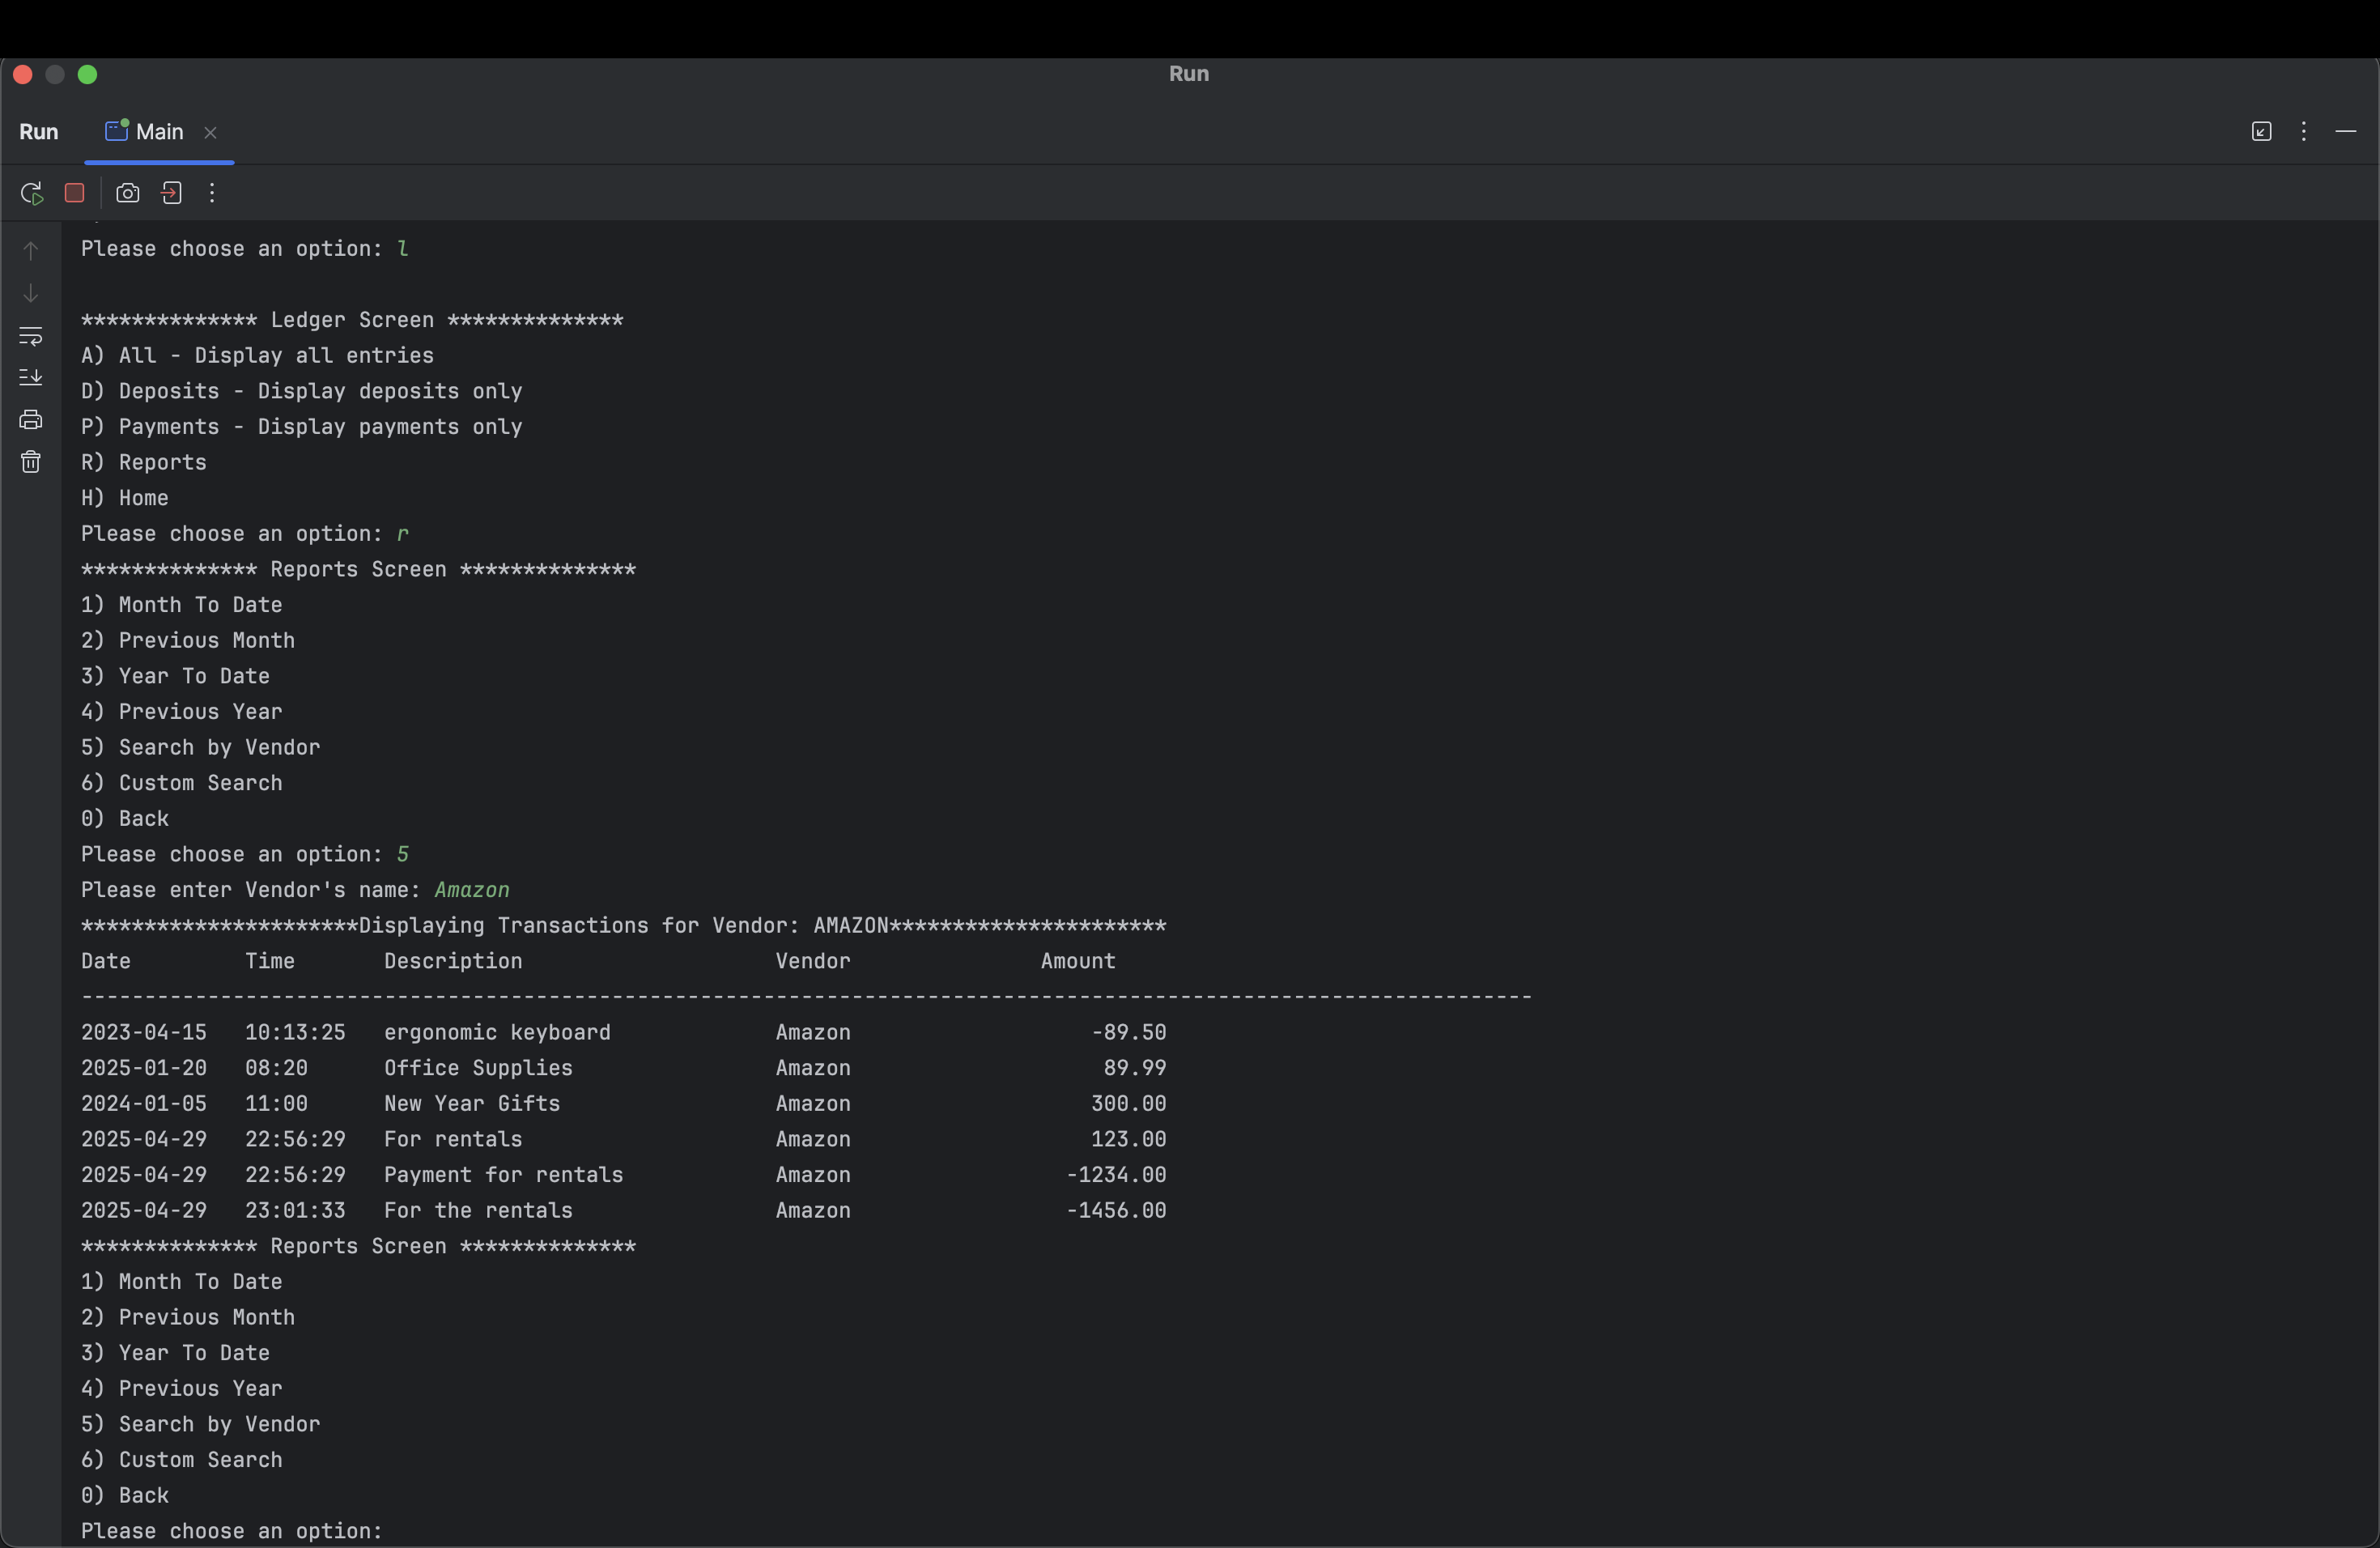 Run
Run Main
Please choose an option: l
************** Ledger Screen **************
A) All - Display all entries
D) Deposits - Display deposits only
P) Payments - Display payments only
R) Reports
H) Home
Please choose an option: r
************** Reports Screen **************
1) Month To Date
2) Previous Month
3) Year To Date
4) Previous Year
5) Search by Vendor
6) Custom Search
0) Back
Please choose an option: 5
Please enter Vendor's name: Amazon
**********************Displaying Transactions for Vendor: AMAZON**********************
Date Time Description Vendor Amount
-------------------------------------------------------------------------------------------------------------------
2023-04-15 10:13:25 ergonomic keyboard Amazon -89.50
2025-01-20 08:20 Office Supplies Amazon 89.99
2024-01-05 11:00 New Year Gifts Amazon 300.00
2025-04-29 22:56:29 For rentals Amazon 123.00
2025-04-29 22:56:29 Payment for rentals Amazon -1234.00
2025-04-29 23:01:33 For the rentals Amazon -1456.00
************** Reports Screen **************
1) Month To Date
2) Previous Month
3) Year To Date
4) Previous Year
5) Search by Vendor
6) Custom Search
0) Back
Please choose an option: